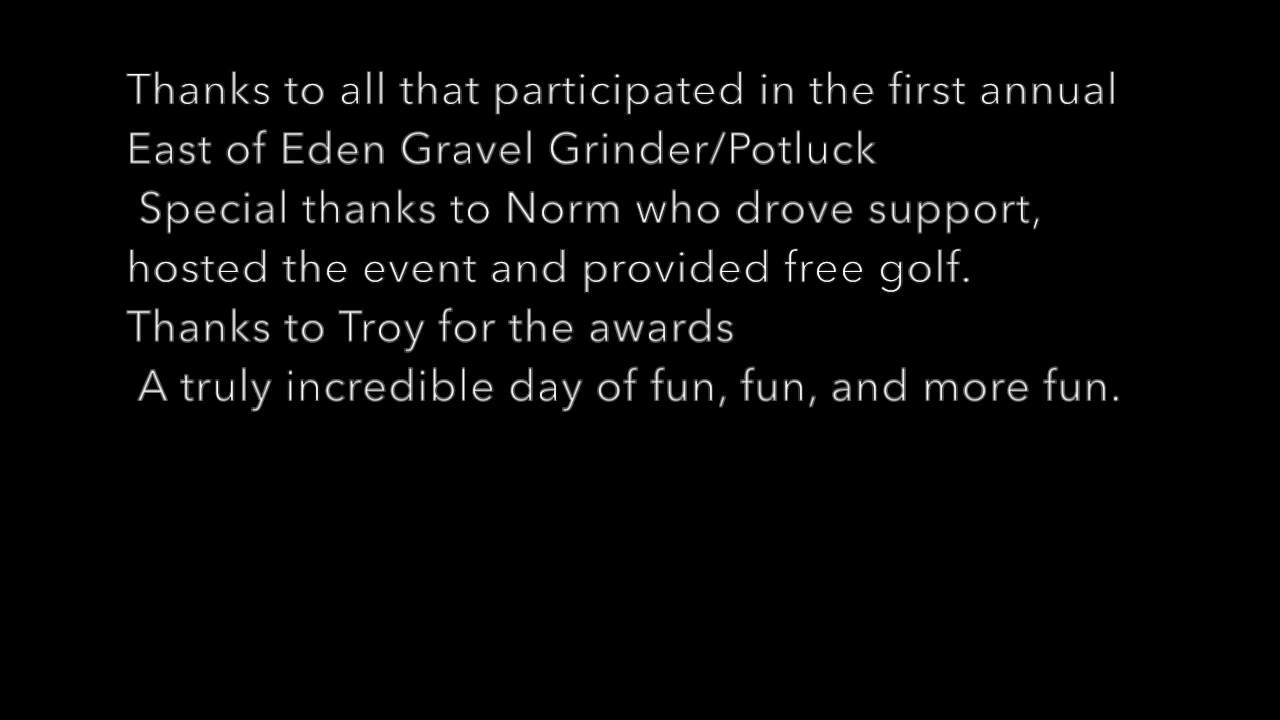 Thanks to all that participated in the first annual
East of Eden Gravel Grinder/Potluck
Special thanks to Norm who drove support,
hosted the event and provided free golf.
Thanks to Troy for the awards
A truly incredible day of fun, fun, and more fun.